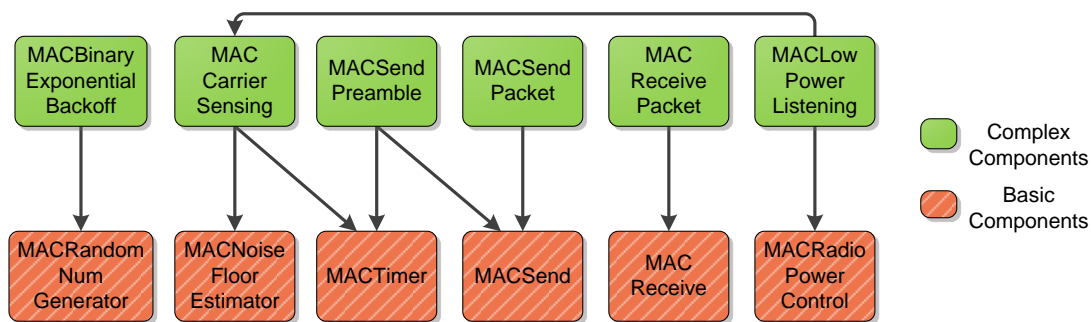 MACBinary
Exponential
Backoff
MAC
Carrier
Sensing
MACSend
Preamble
MACSend
Packet
MAC
Receive
Packet
MACLow
Power
Listening
Complex
Components
Basic
Components
MACRandom
Num
Generator
MACNoise
Floor
Estimator
MACTimer
MACSend
MAC
Receive
MACRadio
Power
Control